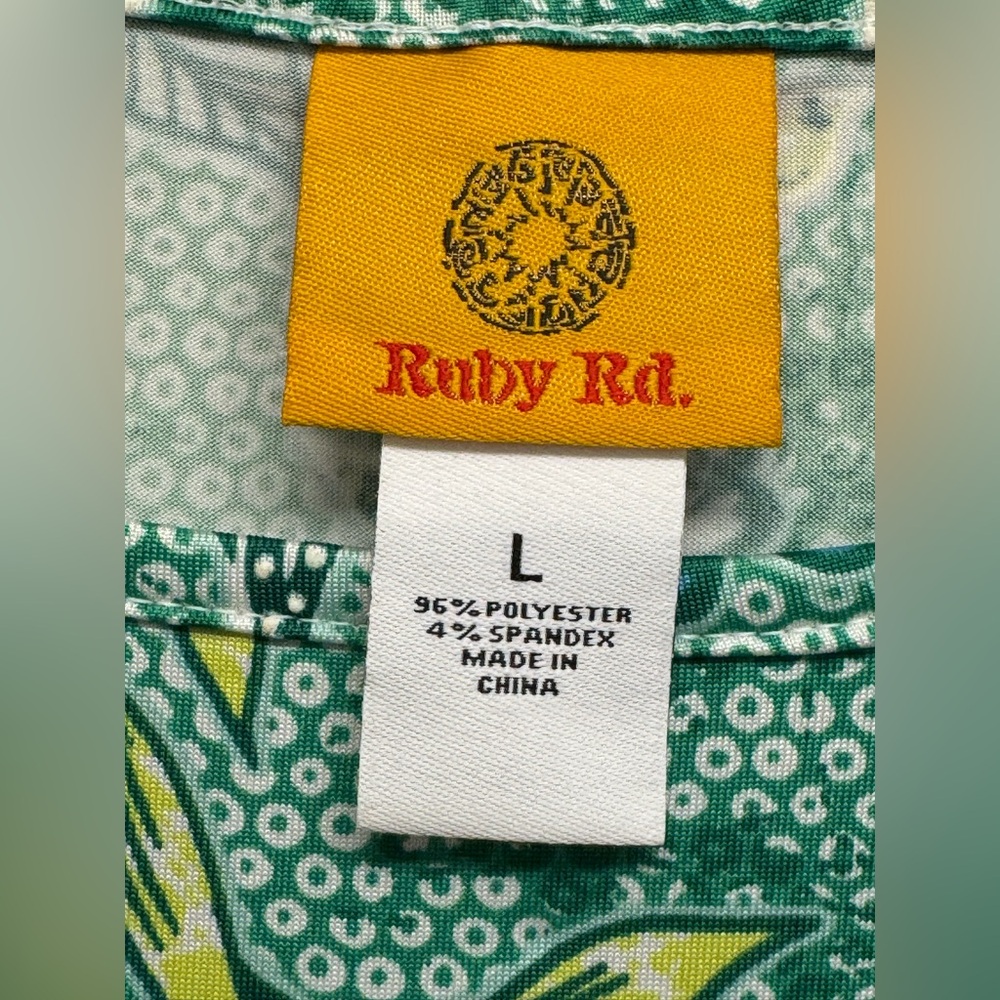 Ruby Rd.
L
96% POLYESTER
4% SPANDEX
MADE IN
CHINA